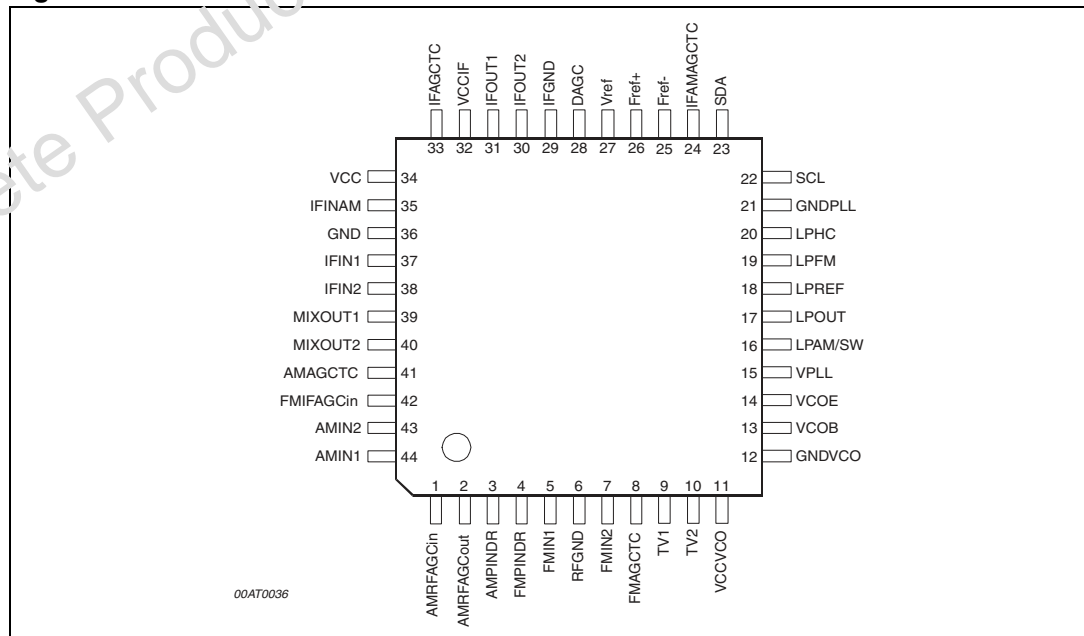 ete Produc
IFAGCTC
VCCIF
IFOUT1
IFOUT2
IFGND
DAGC
Vref
Fref+
Fref-
IFAMAGCTC
SDA
33 32 31 30 29 28 27 26 25 24 23
VCC 34
IFINAM 35
GND 36
IFIN1 37
IFIN2 38
MIXOUT1 39
MIXOUT2 40
AMAGCTC 41
FMIFAGCin 42
AMIN2 43
AMIN1 44
22 SCL
21 GNDPLL
20 LPHC
19 LPFM
18 LPREF
17 LPOUT
16 LPAM/SW
15 VPLL
14 VCOE
13 VCOB
12 GNDVCO
1 2 3 4 5 6 7 8 9 10 11
AMRFAGCin
AMRFAGCout
AMPINDR
FMPINDR
FMIN1
RFGND
FMIN2
FMAGCTC
TV1
TV2
VCCVCO
00AT0036